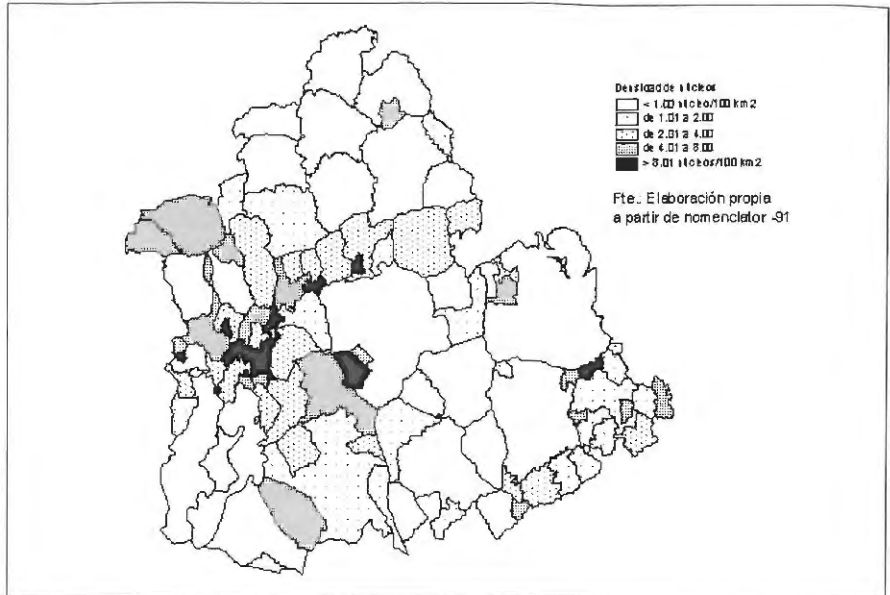 Densidad de núcleos
< 1.00 núcleo/100 km2
de 1.01 a 2.00
de 2.01 a 4.00
de 4.01 a 8.00
> 8.01 núcleos/100 km2
Fte.: Elaboración propia
a partir de nomenclator -91